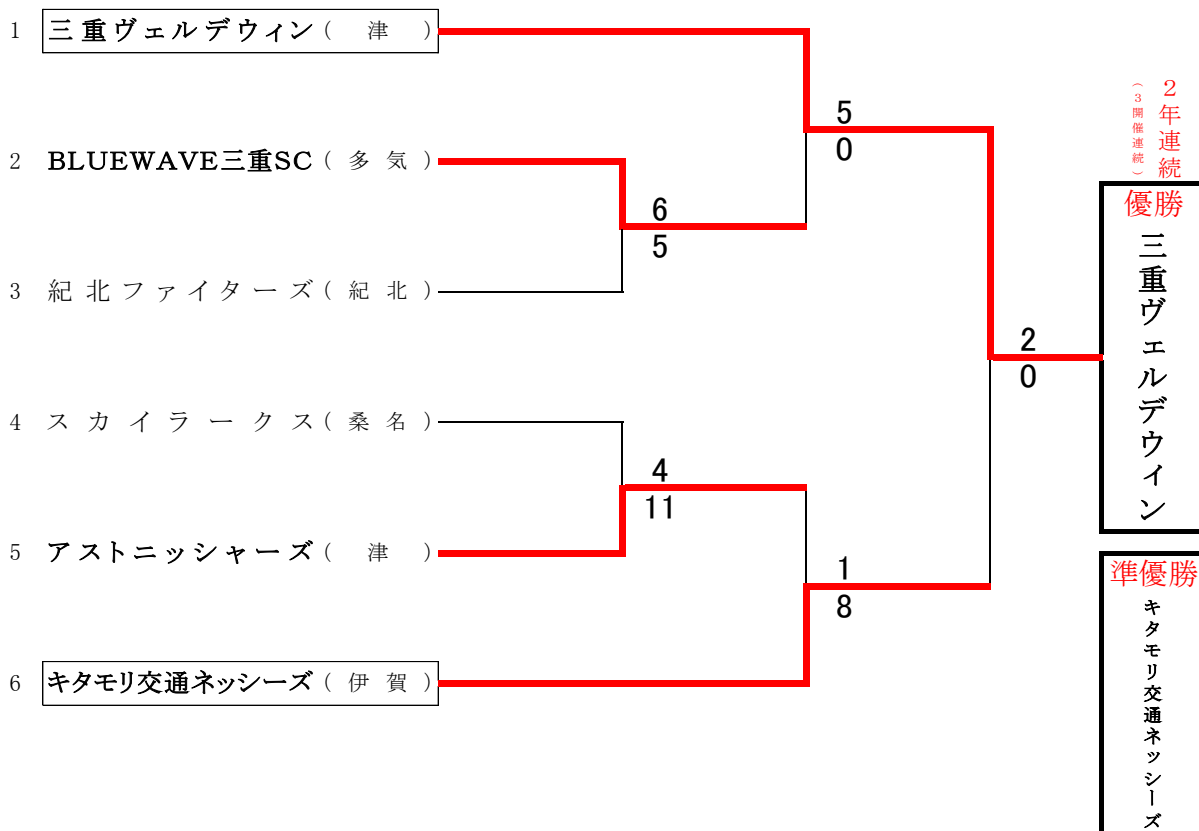 1 三重ヴェルデウィン（ 津 ）
2 BLUEWAVE三重SC（ 多気 ）
3 紀北ファイターズ（ 紀北 ）
4 スカイラークス（ 桑名 ）
5 アストニッシャーズ（ 津 ）
6 キタモリ交通ネッシーズ（ 伊賀 ）
6
5
4
11
5
0
1
8
2
0
２年連続
（３開催連続）
優勝
三重ヴェルデウィン
準優勝
キタモリ交通ネッシーズ